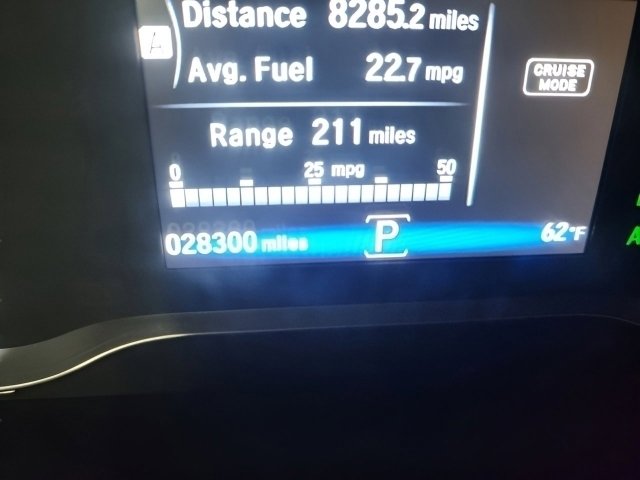 Distance 8285.2 miles
A
Avg. Fuel 22.7 mpg
CRUISE
MODE
Range 211 miles
0 25 mpg 50
028300 miles P 62°F